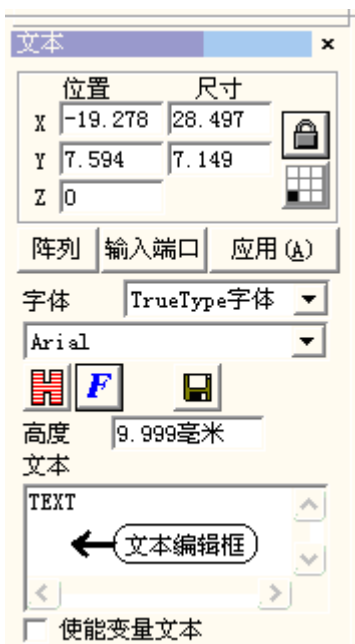 文本 ×
位置 尺寸
X -19.278 28.497
Y 7.594 7.149
Z 0
阵列 输入端口 应用(A)
字体 TrueType字体
Arial
F
高度 9.999毫米
文本
TEXT
文本编辑框
使能变量文本